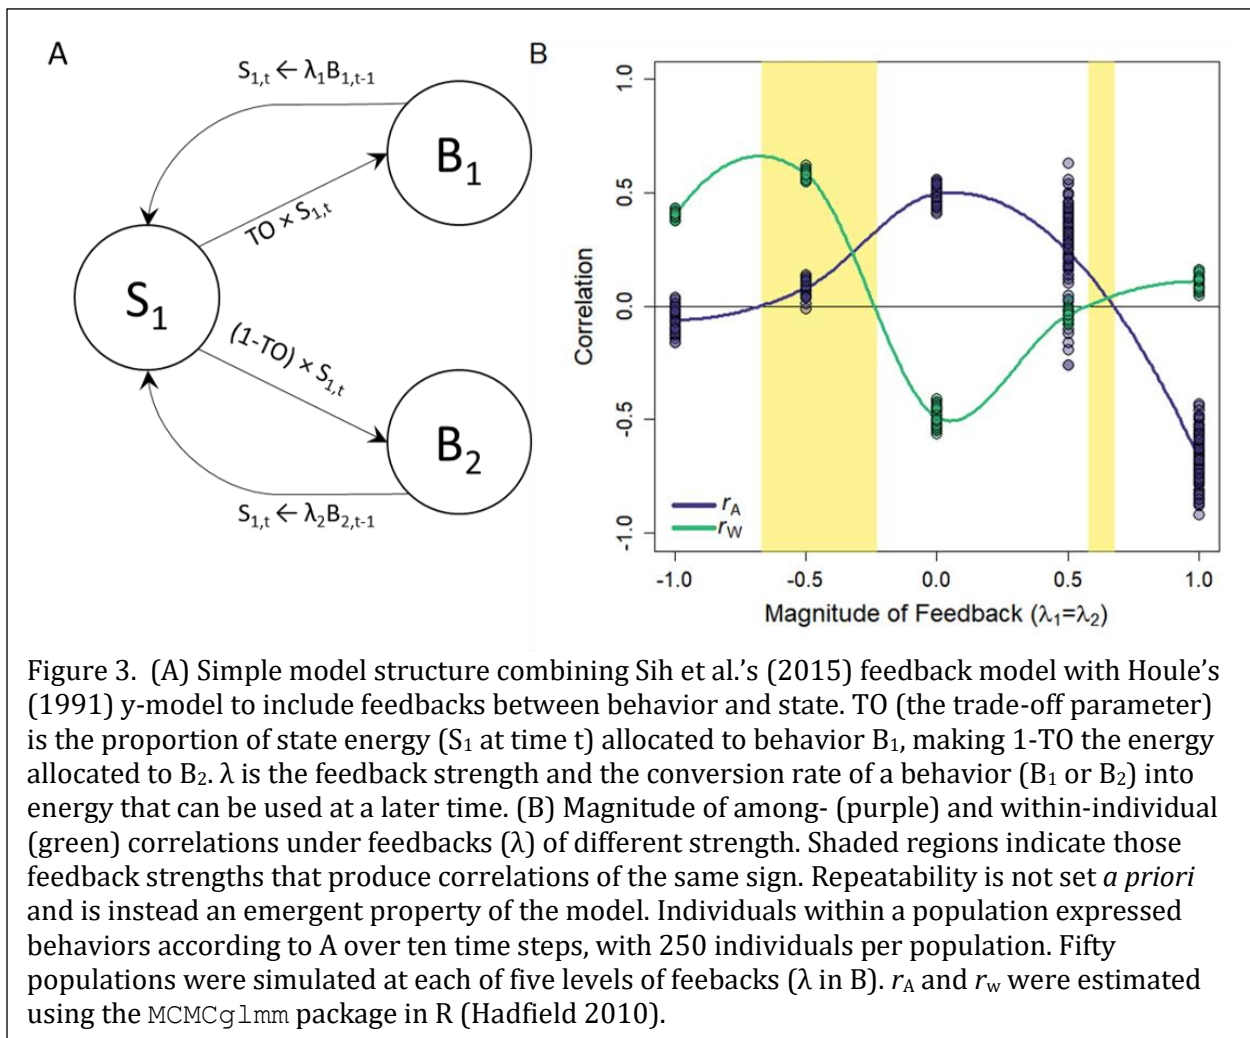 A
S1,t ← λ1B1,t-1
B1
TO × S1,t
S1
(1-TO) × S1,t
B2
S1,t ← λ2B2,t-1
B
1.0
0.5
0.0
-0.5
-1.0
Correlation
rA
rW
-1.0 -0.5 0.0 0.5 1.0
Magnitude of Feedback (λ1=λ2)
Figure 3. (A) Simple model structure combining Sih et al.’s (2015) feedback model with Houle’s
(1991) y-model to include feedbacks between behavior and state. TO (the trade-off parameter)
is the proportion of state energy (S1 at time t) allocated to behavior B1, making 1-TO the energy
allocated to B2. λ is the feedback strength and the conversion rate of a behavior (B1 or B2) into
energy that can be used at a later time. (B) Magnitude of among- (purple) and within-individual
(green) correlations under feedbacks (λ) of different strength. Shaded regions indicate those
feedback strengths that produce correlations of the same sign. Repeatability is not set a priori
and is instead an emergent property of the model. Individuals within a population expressed
behaviors according to A over ten time steps, with 250 individuals per population. Fifty
populations were simulated at each of five levels of feebacks (λ in B). rA and rw were estimated
using the MCMCglmm package in R (Hadfield 2010).